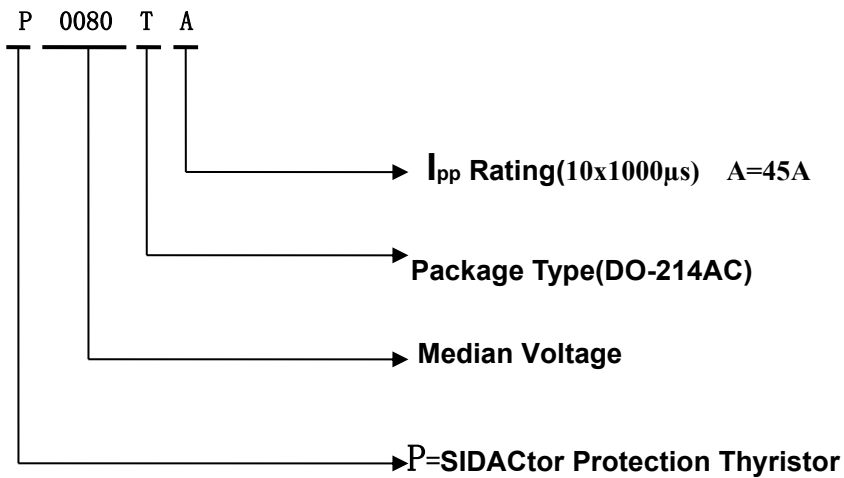 P 0080 T A
Ipp Rating(10x1000μs) A=45A
Package Type(DO-214AC)
Median Voltage
P=SIDACtor Protection Thyristor